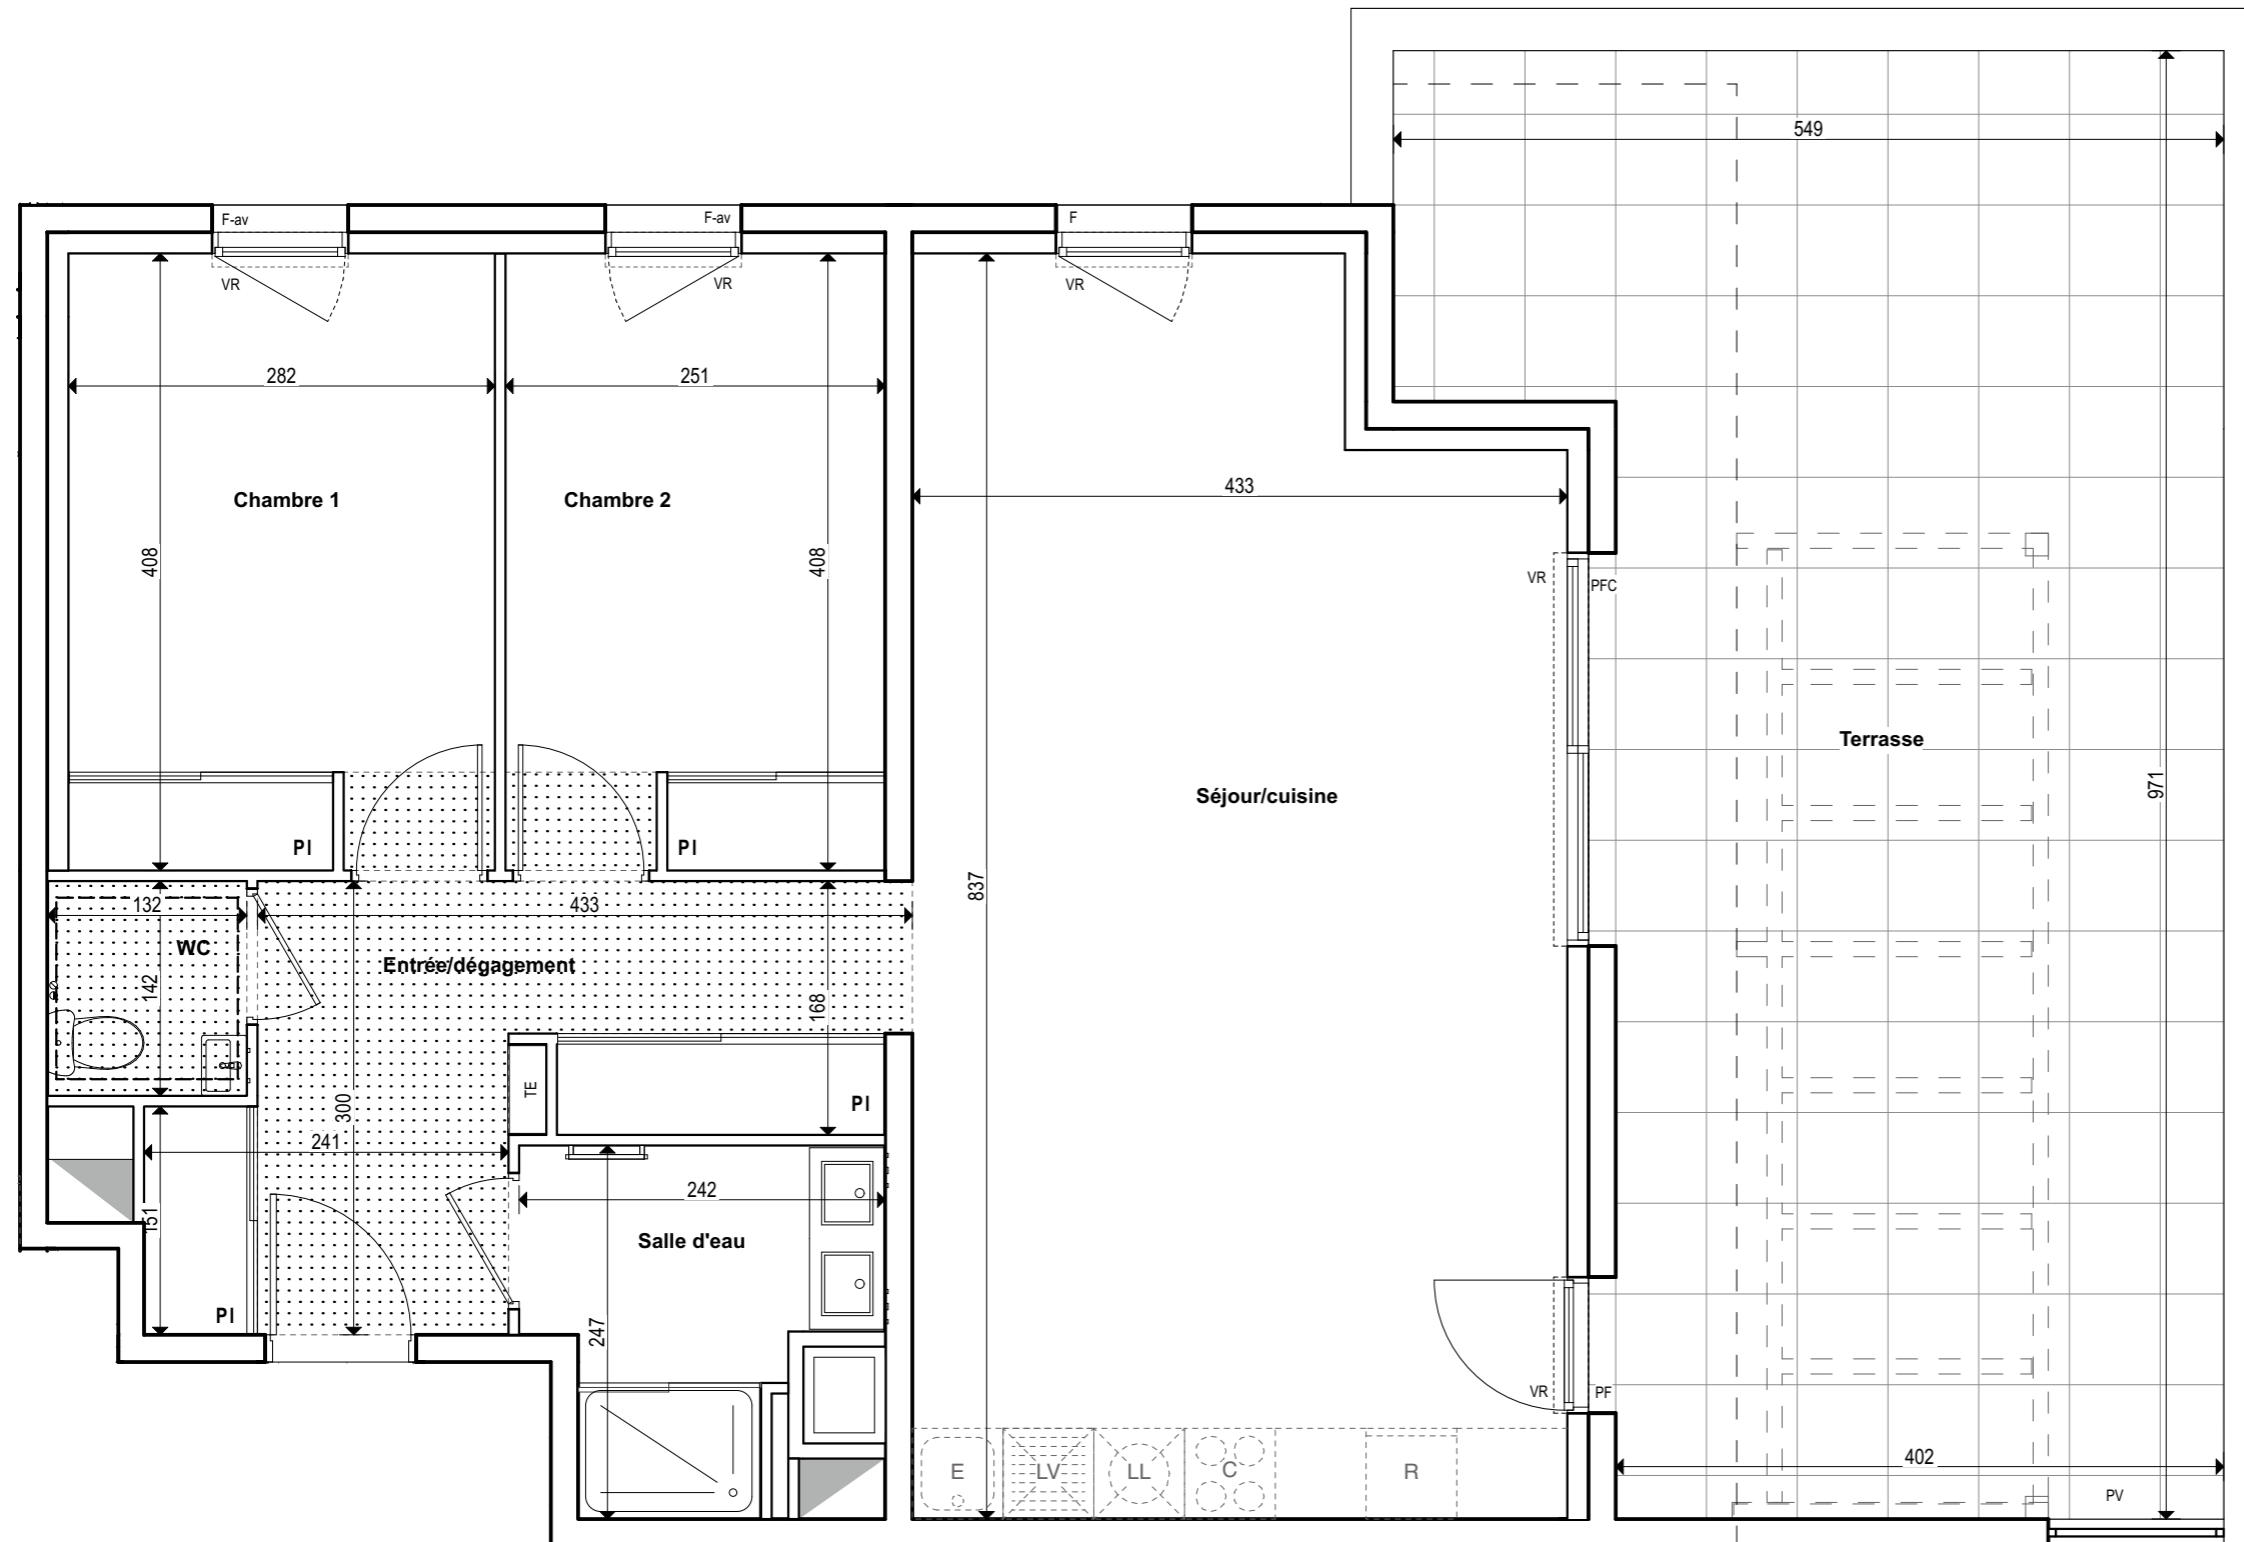 549
F-av
F-av
F
VR
VR
VR
282
251
433
Chambre 1
Chambre 2
408
408
VR
PFC
Terrasse
971
Séjour/cuisine
PI
PI
837
132
433
WC
Entrée/dégagement
142
168
300
TE
PI
241
151
242
Salle d'eau
PI
247
VR
PF
E
LV
LL
C
R
402
PV